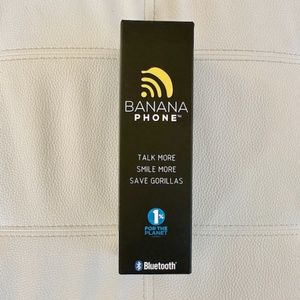 BANANA
PHONE™
TALK MORE
SMILE MORE
SAVE GORILLAS
1%
FOR THE
PLANET
Bluetooth®